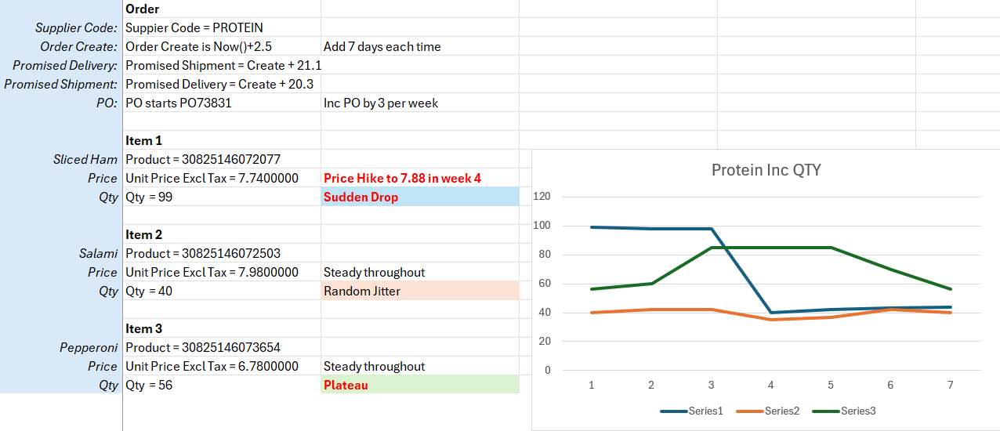 Order
Supplier Code: Suppier Code = PROTEIN
Order Create: Order Create is Now()+2.5 Add 7 days each time
Promised Delivery: Promised Shipment = Create + 21.1
Promised Shipment: Promised Delivery = Create + 20.3
PO: PO starts PO73831 Inc PO by 3 per week
Item 1
Sliced Ham Product = 30825146072077
Price Unit Price Excl Tax = 7.7400000 Price Hike to 7.88 in week 4
Qty Qty = 99 Sudden Drop
Item 2
Salami Product = 30825146072503
Price Unit Price Excl Tax = 7.9800000 Steady throughout
Qty Qty = 40 Random Jitter
Item 3
Pepperoni Product = 30825146073654
Price Unit Price Excl Tax = 6.7800000 Steady throughout
Qty Qty = 56 Plateau
Protein Inc QTY
120
100
80
60
40
20
0
1 2 3 4 5 6 7
Series1 Series2 Series3